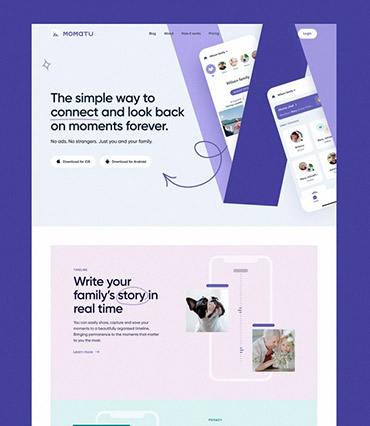 MOMATU
Blog About How it works Pricing Login
The simple way to
connect and look back
on moments forever.
No ads. No strangers. Just you and your family.
Download for iOS Download for Android
Wilson family
Wilson family
TIMELINE
Write your
family's story in
real time
You can easily share, capture and save your
moments to a beautifully organised timeline.
Bringing permanence to the moments that matter
to you the most.
Learn more
PRIVACY